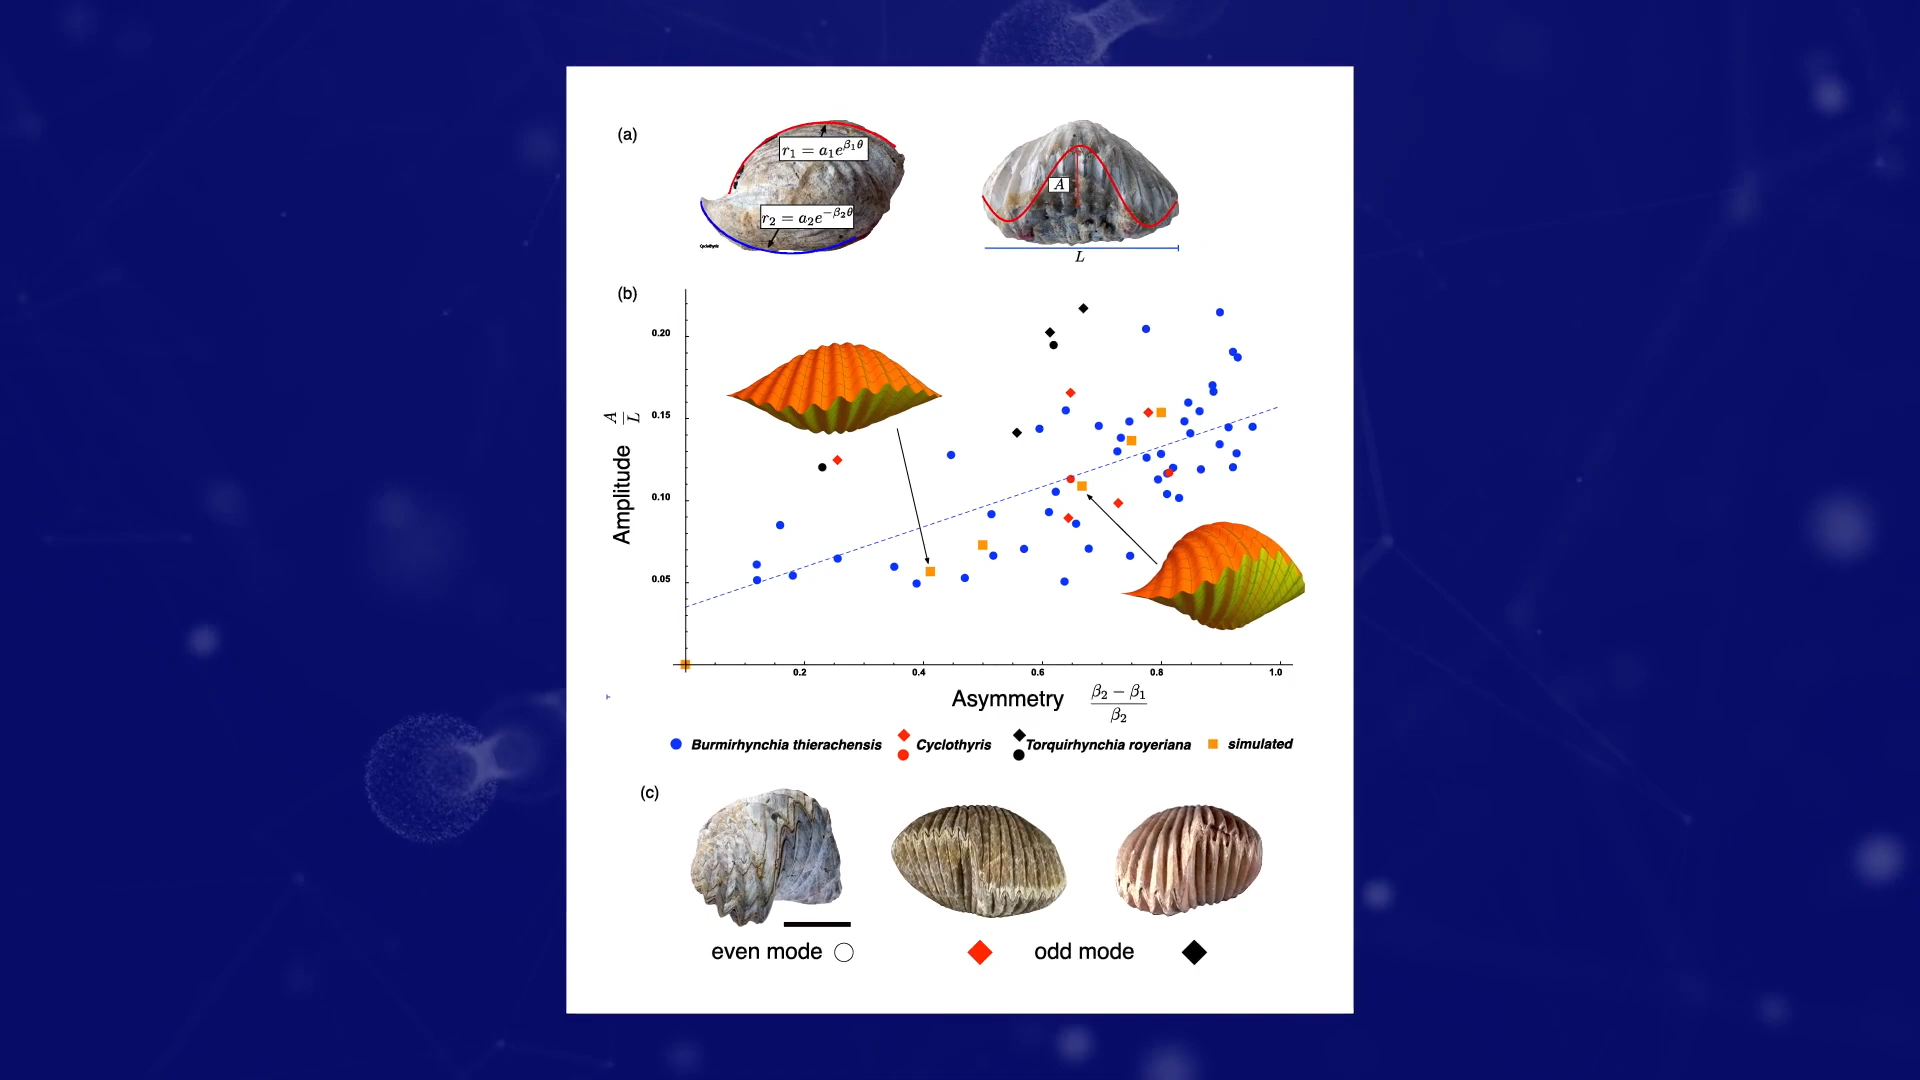 (a)
r₁ = a₁e^{β₁θ}
r₂ = a₂e^{−β₂θ}
Cyclothyris
A
L
(b)
Amplitude A/L
0.20
0.15
0.10
0.05
0.2 0.4 0.6 0.8 1.0
Asymmetry (β₂ − β₁)/β₂
Burmirhynchia thierachensis Cyclothyris Torquirhynchia royeriana simulated
(c)
even mode odd mode